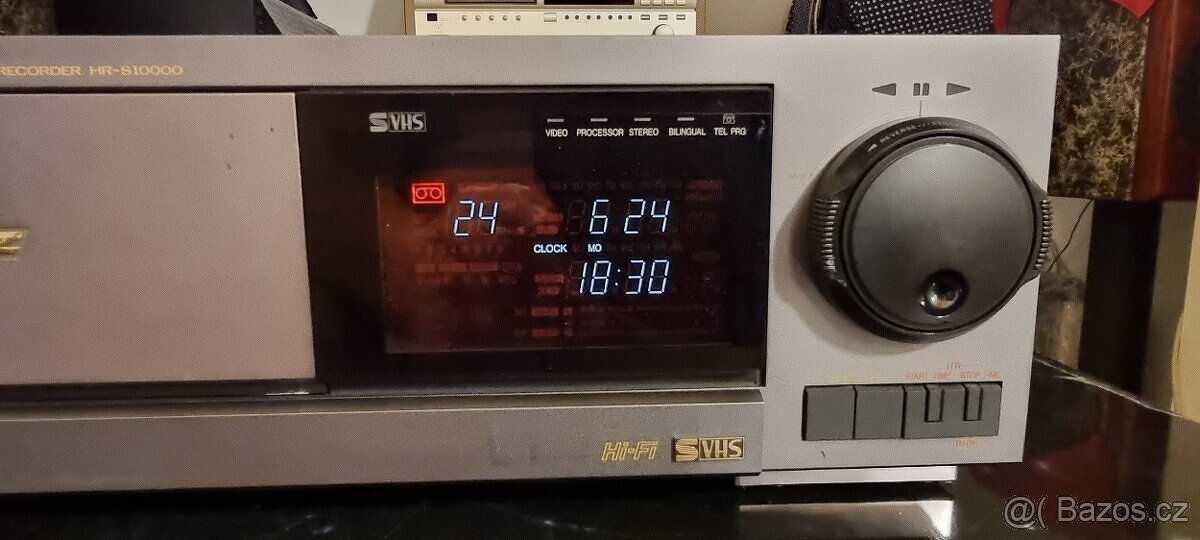 RECORDER HR-S10000
SVHS
VIDEO PROCESSOR STEREO BILINGUAL TEL PRG
24 6 24
CLOCK MO
18:30
REVERSE
START TIME STOP TIME
Hi-Fi SVHS
@( Bazos.cz